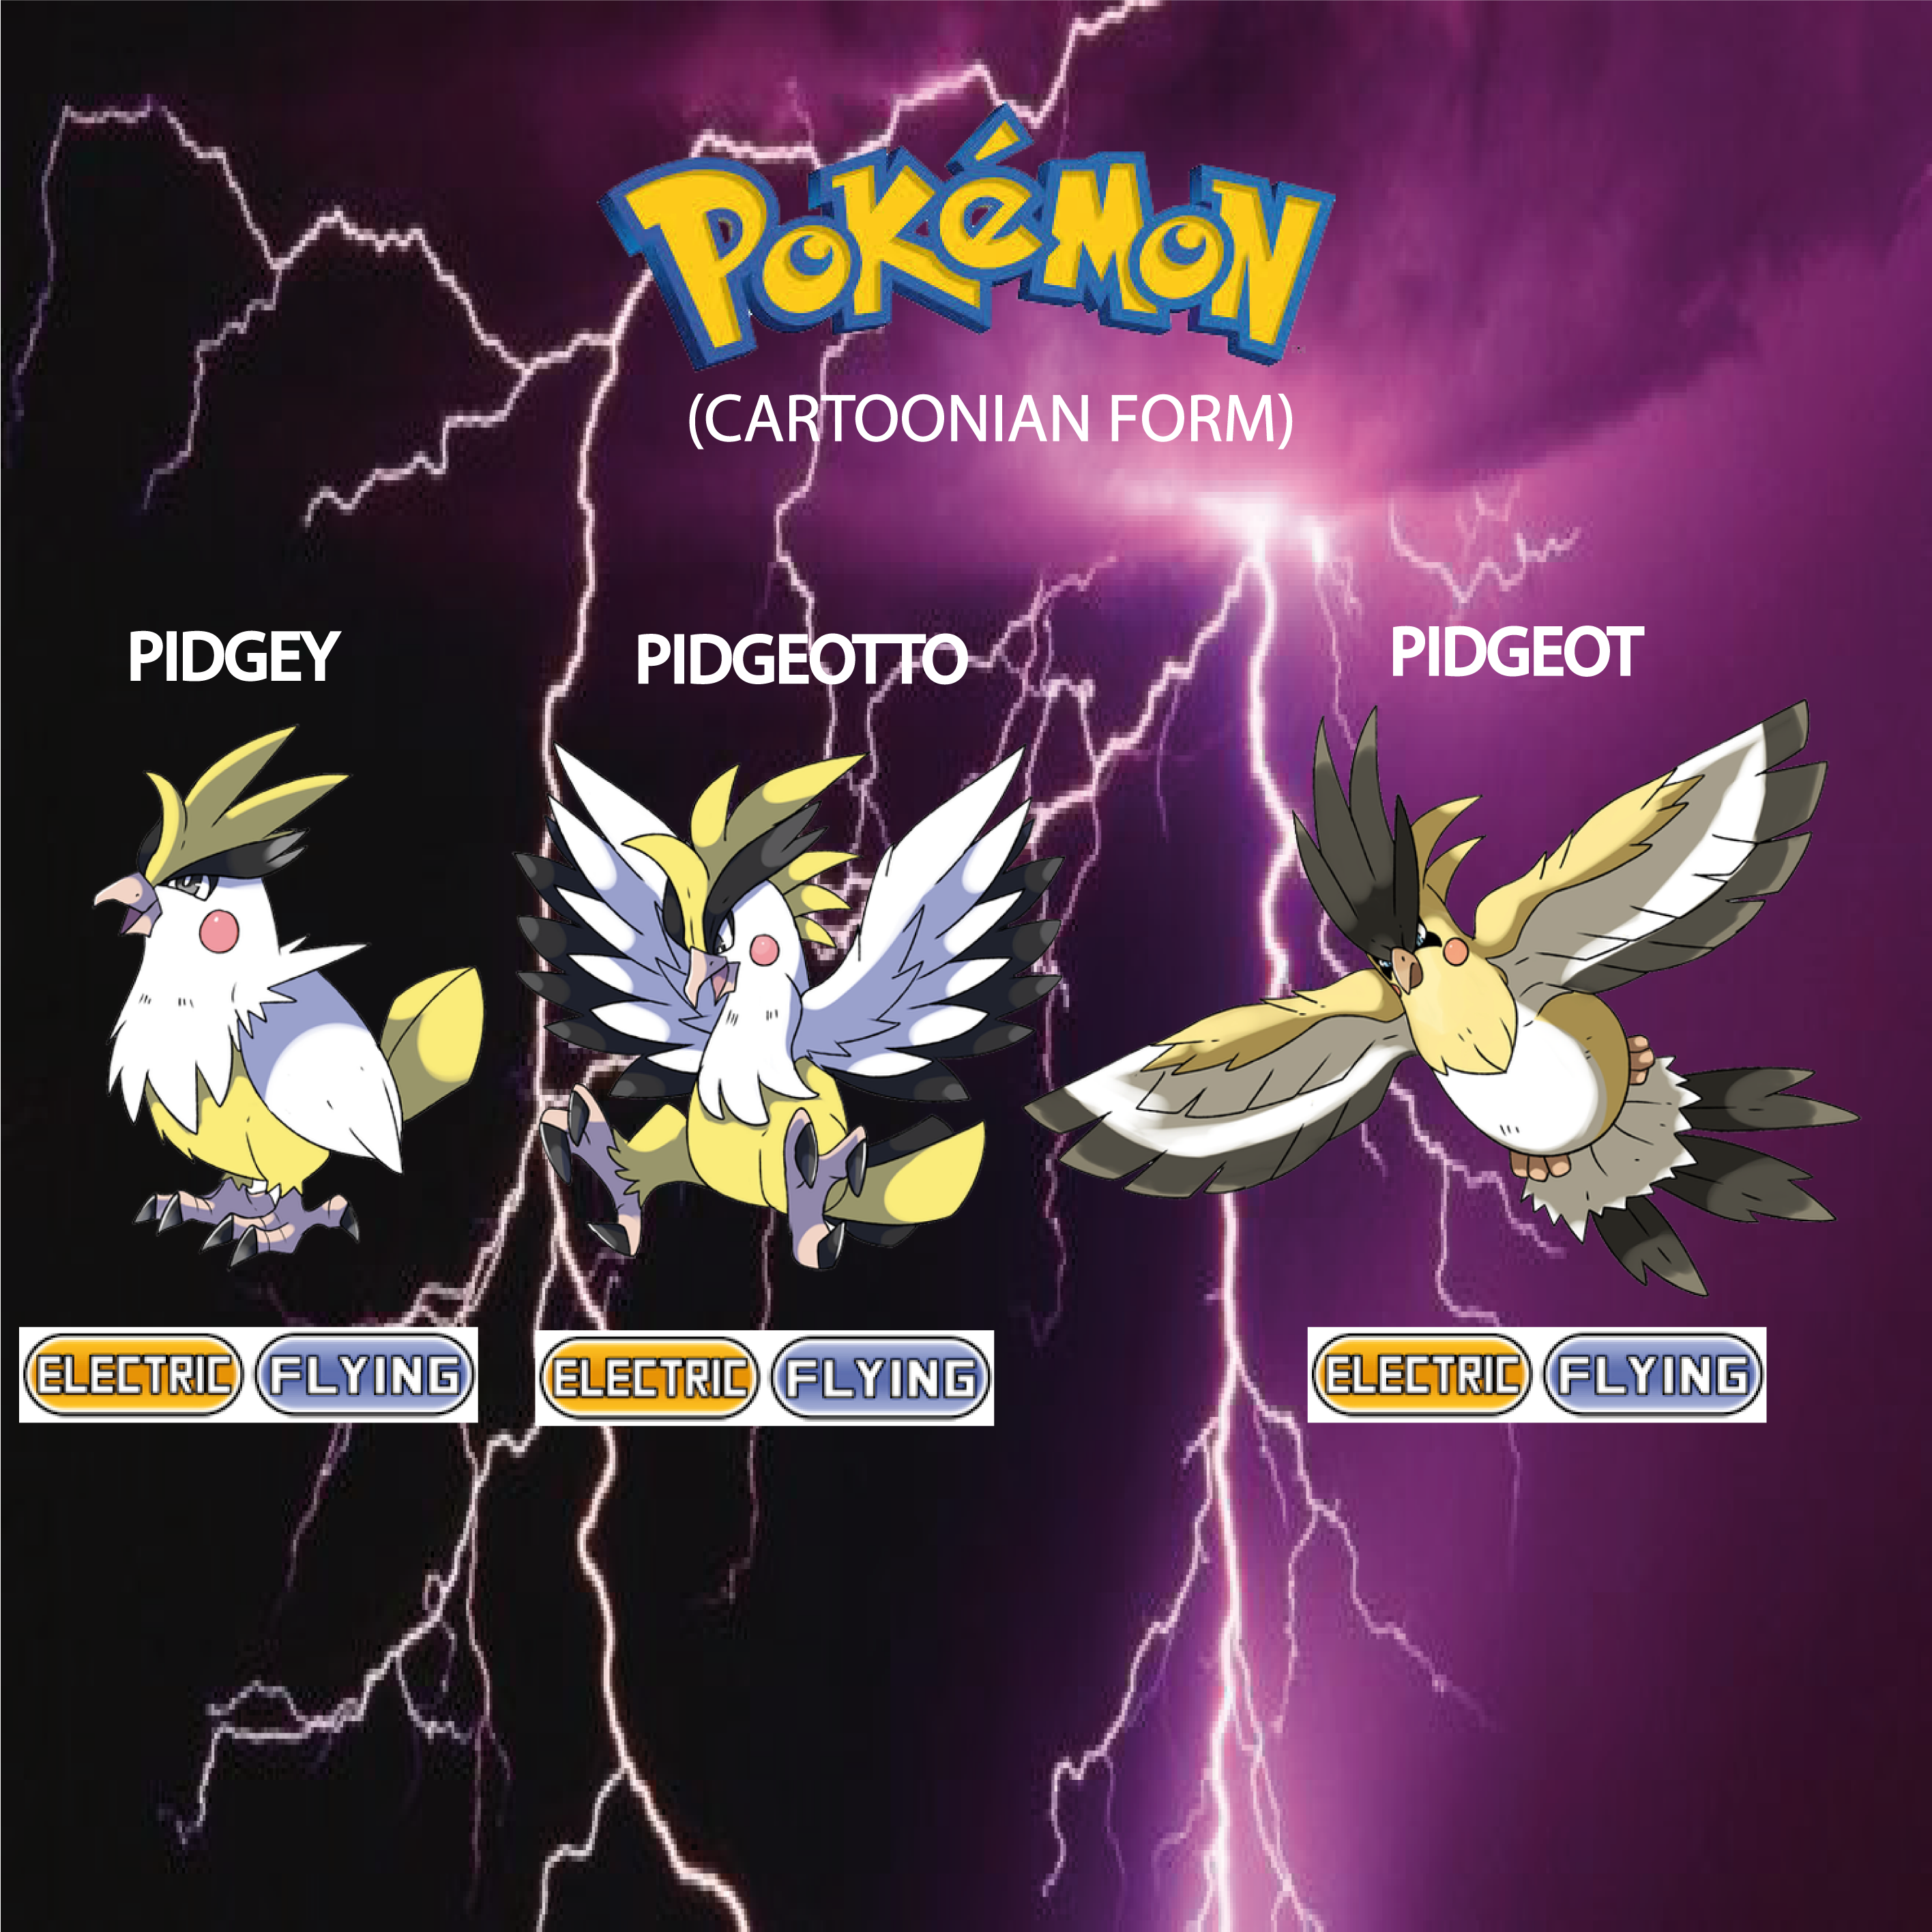 POKéMON
(CARTOONIAN FORM)
PIDGEY
PIDGEOTTO
PIDGEOT
ELECTRIC FLYING
ELECTRIC FLYING
ELECTRIC FLYING